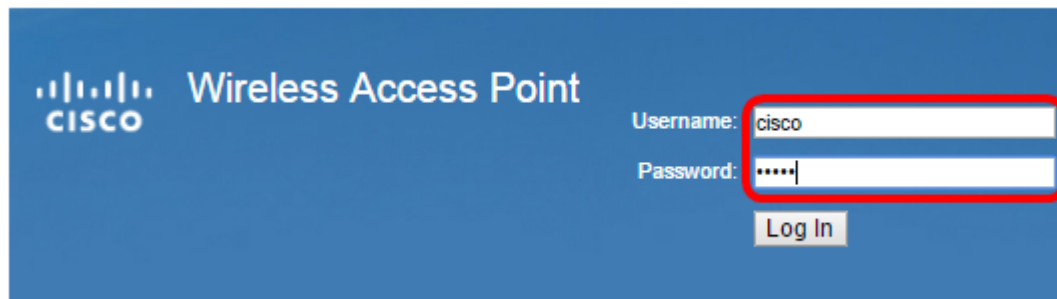 CISCO
Wireless Access Point
Username: cisco
Password: •••••
Log In